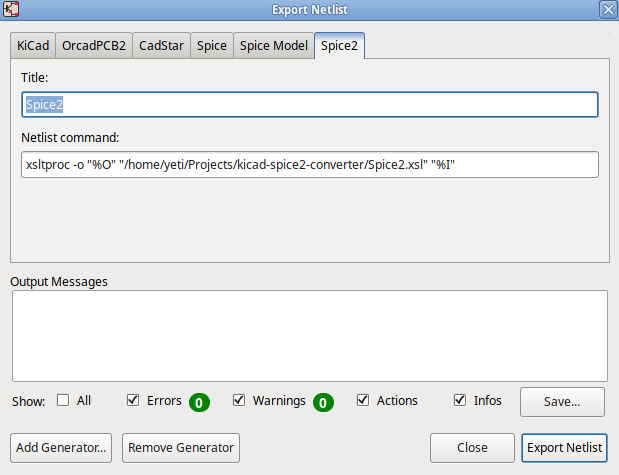 Export Netlist
KiCad OrcadPCB2 CadStar Spice Spice Model Spice2
Title:
Spice2
Netlist command:
xsltproc -o "%O" "/home/yeti/Projects/kicad-spice2-converter/Spice2.xsl" "%I"
Output Messages
Show: All Errors 0 Warnings 0 Actions Infos Save...
Add Generator... Remove Generator Close Export Netlist